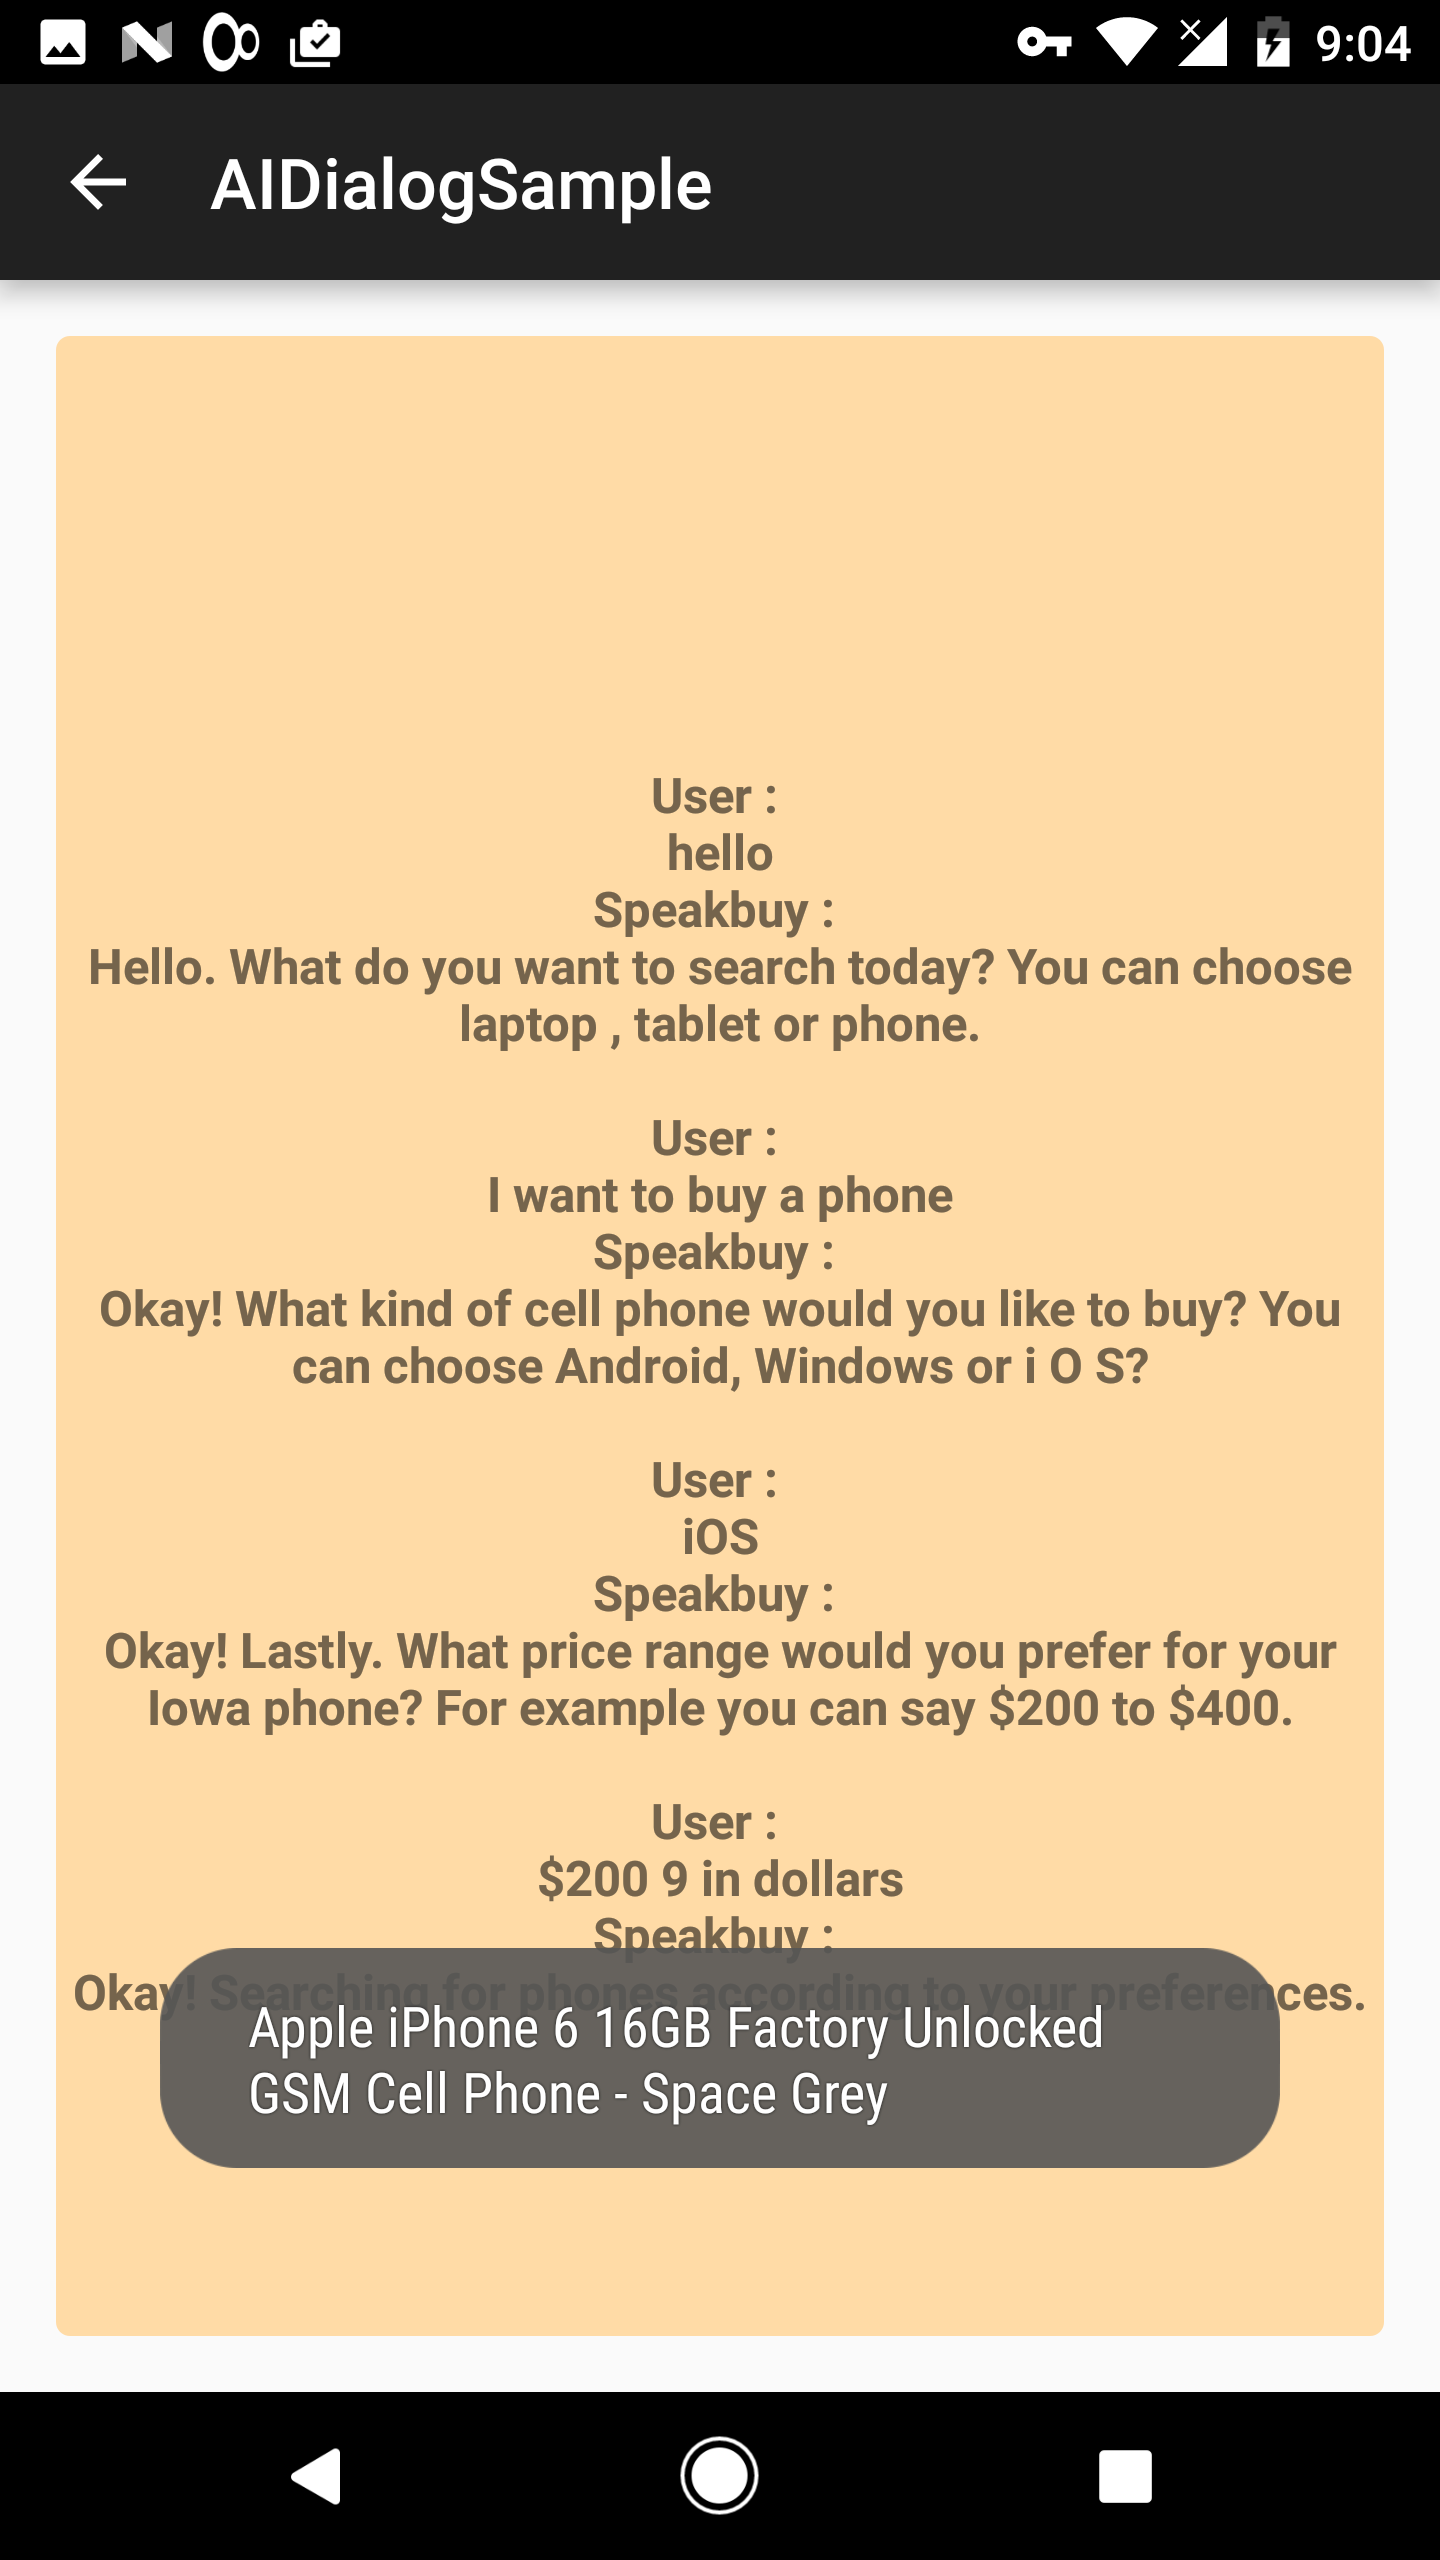 9:04
AIDialogSample
User :
hello
Speakbuy :
Hello. What do you want to search today? You can choose
laptop , tablet or phone.
User :
I want to buy a phone
Speakbuy :
Okay! What kind of cell phone would you like to buy? You
can choose Android, Windows or i O S?
User :
iOS
Speakbuy :
Okay! Lastly. What price range would you prefer for your
Iowa phone? For example you can say $200 to $400.
User :
$200 9 in dollars
Speakbuy :
Okay! Searching for phones according to your preferences.
Apple iPhone 6 16GB Factory Unlocked
GSM Cell Phone - Space Grey